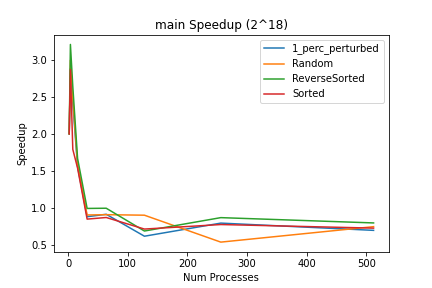 main Speedup (2^18)
1_perc_perturbed
Random
ReverseSorted
Sorted
Speedup
3.0
2.5
2.0
1.5
1.0
0.5
0 100 200 300 400 500
Num Processes